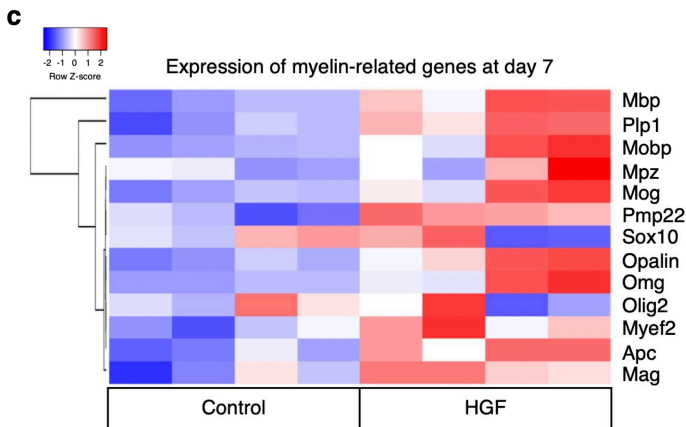 c
-2 -1 0 1 2
Row Z-score
Expression of myelin-related genes at day 7
Mbp
Plp1
Mobp
Mpz
Mog
Pmp22
Sox10
Opalin
Omg
Olig2
Myef2
Apc
Mag
Control HGF